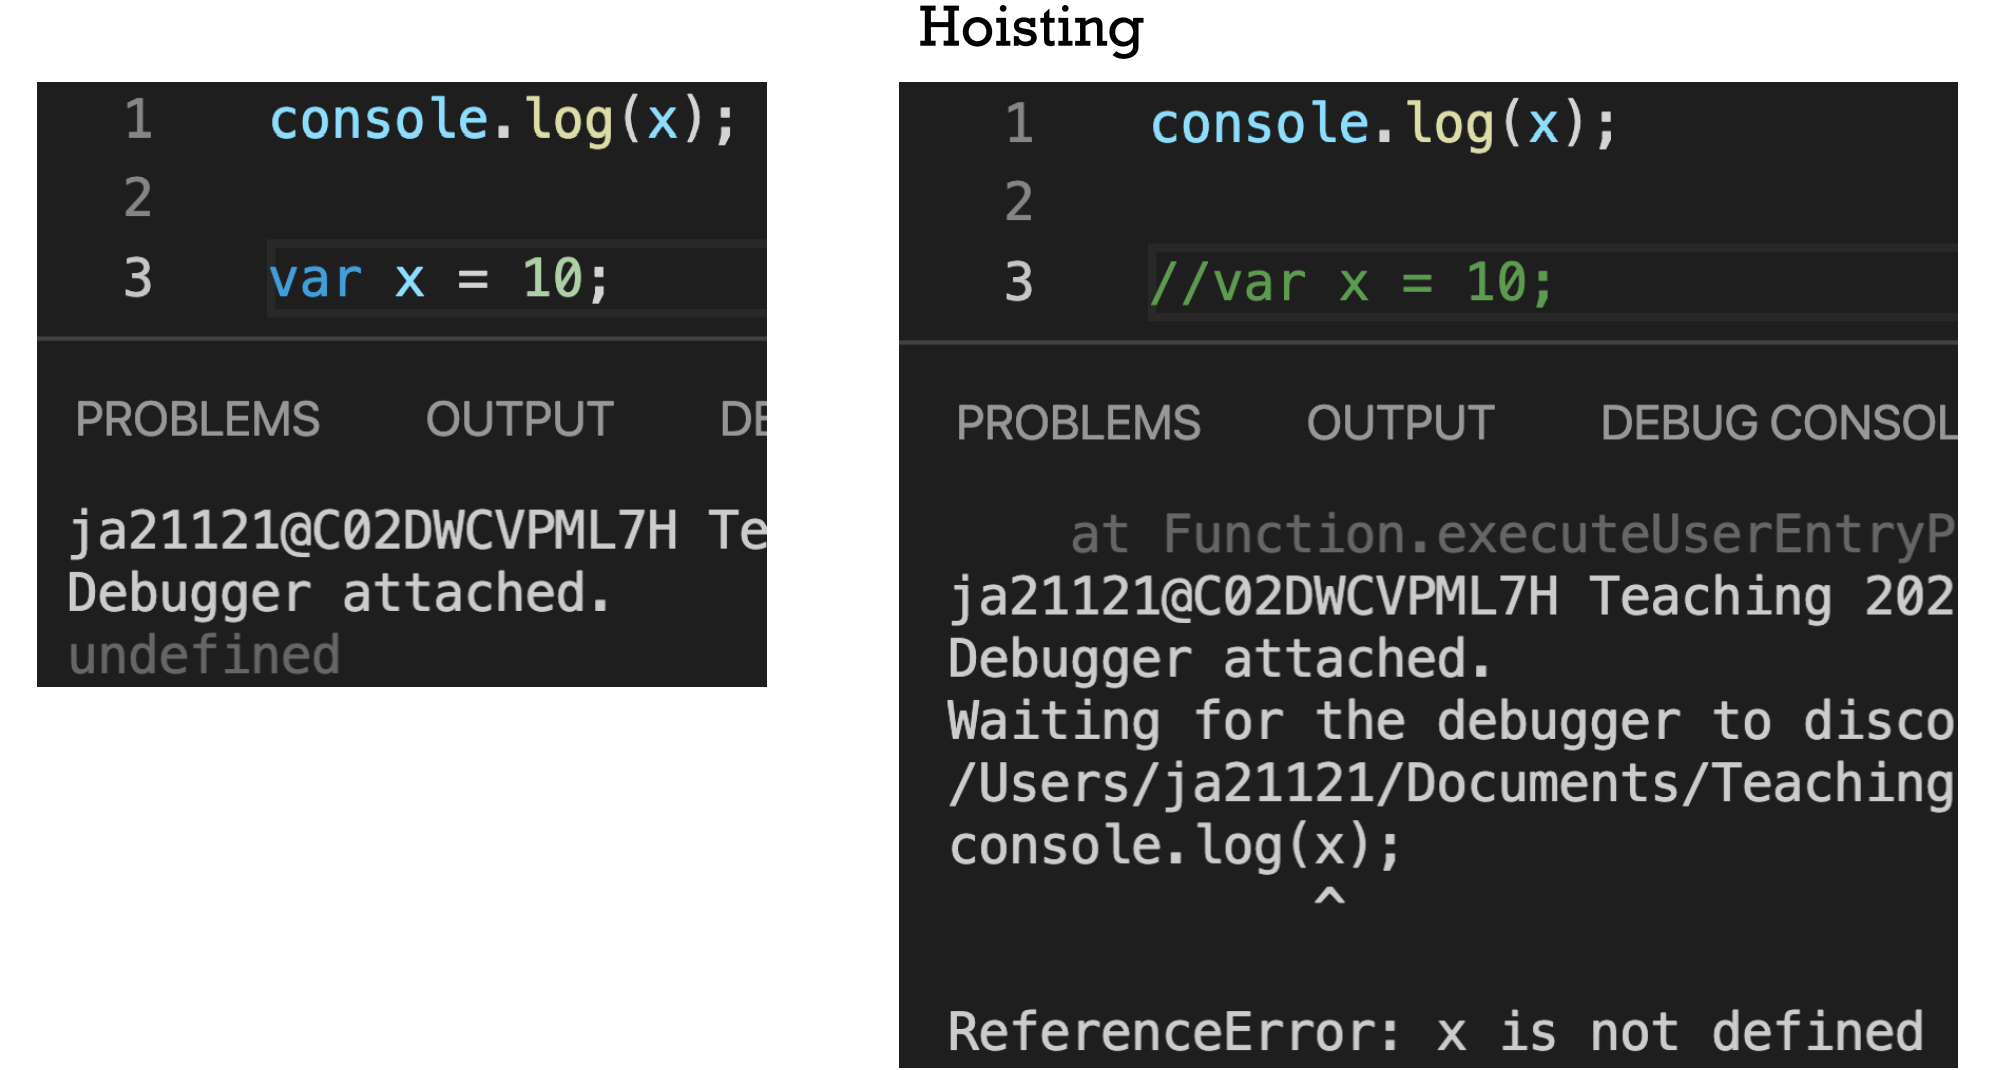 Hoisting
1 console.log(x);
2
3 var x = 10;
PROBLEMS OUTPUT DE
ja21121@C02DWCVPML7H Te
Debugger attached.
undefined
1 console.log(x);
2
3 //var x = 10;
PROBLEMS OUTPUT DEBUG CONSOL
at Function.executeUserEntryP
ja21121@C02DWCVPML7H Teaching 202
Debugger attached.
Waiting for the debugger to disco
/Users/ja21121/Documents/Teaching
console.log(x);
^
ReferenceError: x is not defined